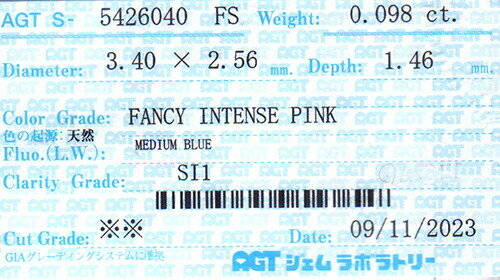 AGT S- 5426040 FS Weight: 0.098 ct.
Diameter: 3.40 × 2.56 mm. Depth: 1.46 mm.
Color Grade: FANCY INTENSE PINK
色の起源: 天然
Fluo.(L.W.): MEDIUM BLUE
Clarity Grade: SI1
Cut Grade: ※※ Date: 09/11/2023
GIAグレーディングシステムに準拠
AGT ジェム ラボラトリー